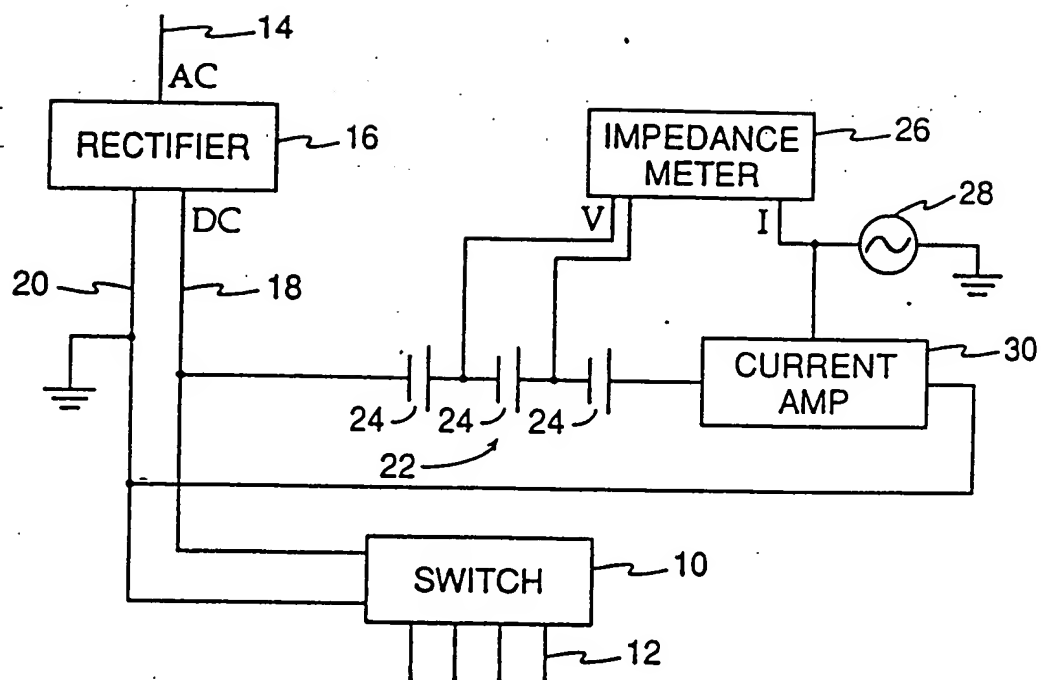 14
AC
RECTIFIER
16
IMPEDANCE
METER
26
DC
V
I
28
20
18
CURRENT
AMP
30
24
24
24
22
SWITCH
10
12